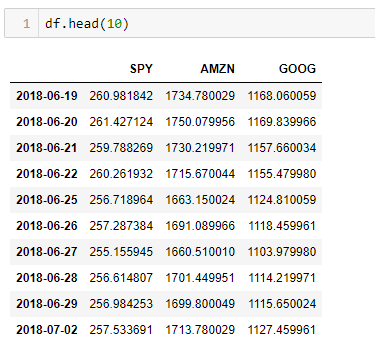 1 df.head(10)
SPY AMZN GOOG
2018-06-19 260.981842 1734.780029 1168.060059
2018-06-20 261.427124 1750.079956 1169.839966
2018-06-21 259.788269 1730.219971 1157.660034
2018-06-22 260.261932 1715.670044 1155.479980
2018-06-25 256.718964 1663.150024 1124.810059
2018-06-26 257.287384 1691.089966 1118.459961
2018-06-27 255.155945 1660.510010 1103.979980
2018-06-28 256.614807 1701.449951 1114.219971
2018-06-29 256.984253 1699.800049 1115.650024
2018-07-02 257.533691 1713.780029 1127.459961